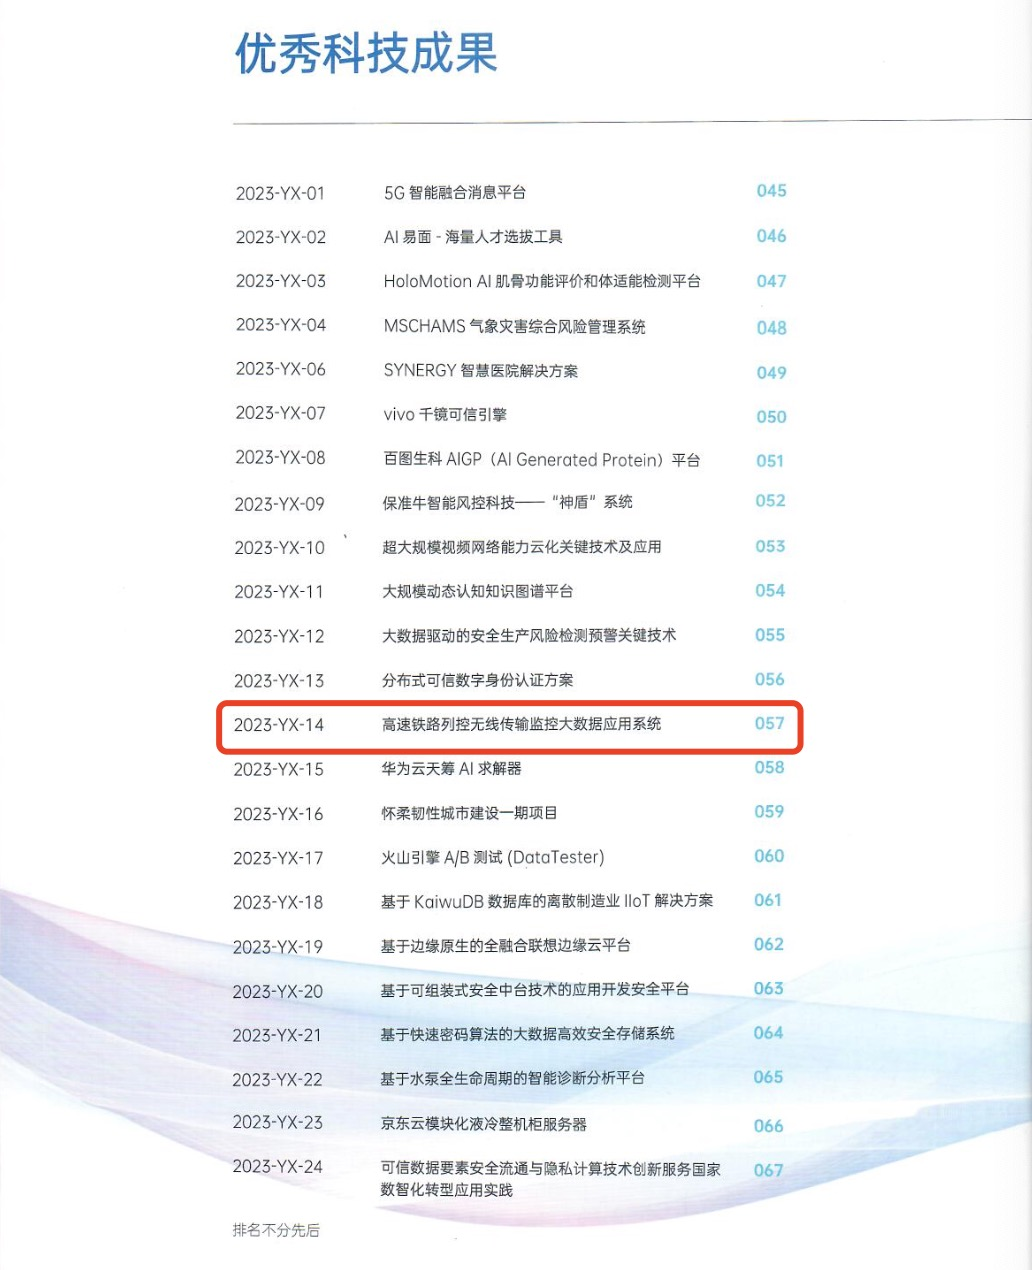 优秀科技成果
2023-YX-01 5G 智能融合消息平台 045
2023-YX-02 AI 易面 - 海量人才选拔工具 046
2023-YX-03 HoloMotion AI 肌骨功能评价和体适能检测平台 047
2023-YX-04 MSCHAMS 气象灾害综合风险管理系统 048
2023-YX-06 SYNERGY 智慧医院解决方案 049
2023-YX-07 vivo 千镜可信引擎 050
2023-YX-08 百图生科 AIGP（AI Generated Protein）平台 051
2023-YX-09 保准牛智能风控科技——“神盾”系统 052
2023-YX-10 超大规模视频网络能力云化关键技术及应用 053
2023-YX-11 大规模动态认知知识图谱平台 054
2023-YX-12 大数据驱动的安全生产风险检测预警关键技术 055
2023-YX-13 分布式可信数字身份认证方案 056
2023-YX-14 高速铁路列控无线传输监控大数据应用系统 057
2023-YX-15 华为云天筹 AI 求解器 058
2023-YX-16 怀柔韧性城市建设一期项目 059
2023-YX-17 火山引擎 A/B 测试 (DataTester) 060
2023-YX-18 基于 KaiwuDB 数据库的离散制造业 IIoT 解决方案 061
2023-YX-19 基于边缘原生的全融合联想边缘云平台 062
2023-YX-20 基于可组装式安全中台技术的应用开发安全平台 063
2023-YX-21 基于快速密码算法的大数据高效安全存储系统 064
2023-YX-22 基于水泵全生命周期的智能诊断分析平台 065
2023-YX-23 京东云模块化液冷整机柜服务器 066
2023-YX-24 可信数据要素安全流通与隐私计算技术创新服务国家 067
数智化转型应用实践
排名不分先后